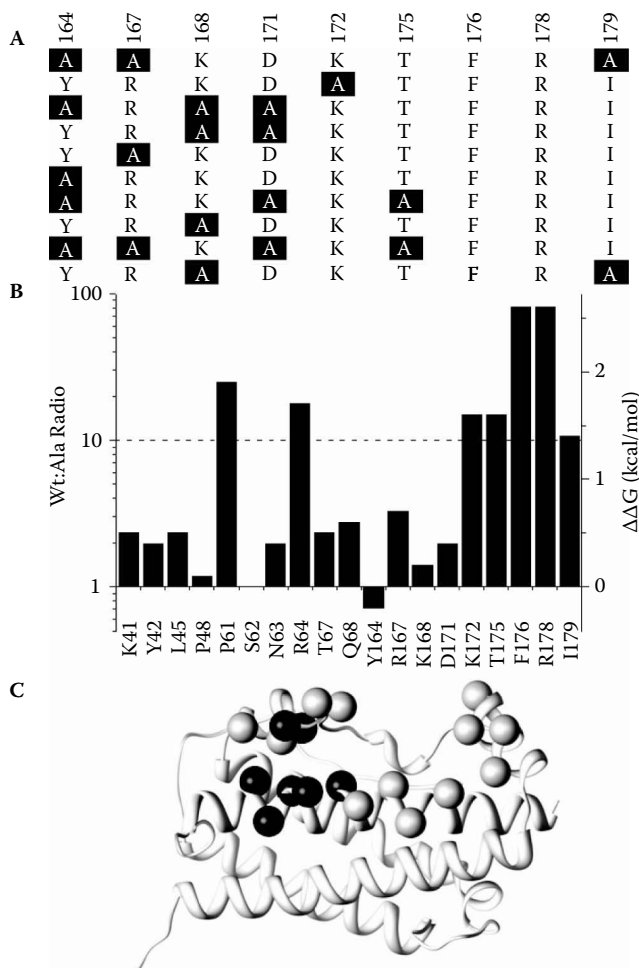 A
164 167 168 171 172 175 176 178 179
A A K D K T F R A
Y R K D A T F R I
A R A A K T F R I
Y R A A K T F R I
Y A K D K T F R I
A R K D K T F R I
A R K A K A F R I
Y R A D K T F R I
A A K A K A F R I
Y R A D K T F R A
B
100
10
1
Wt:Ala Radio
2
1
0
ΔΔG (kcal/mol)
K41 Y42 L45 P48 P61 S62 N63 R64 T67 Q68 Y164 R167 K168 D171 K172 T175 F176 R178 I179
C